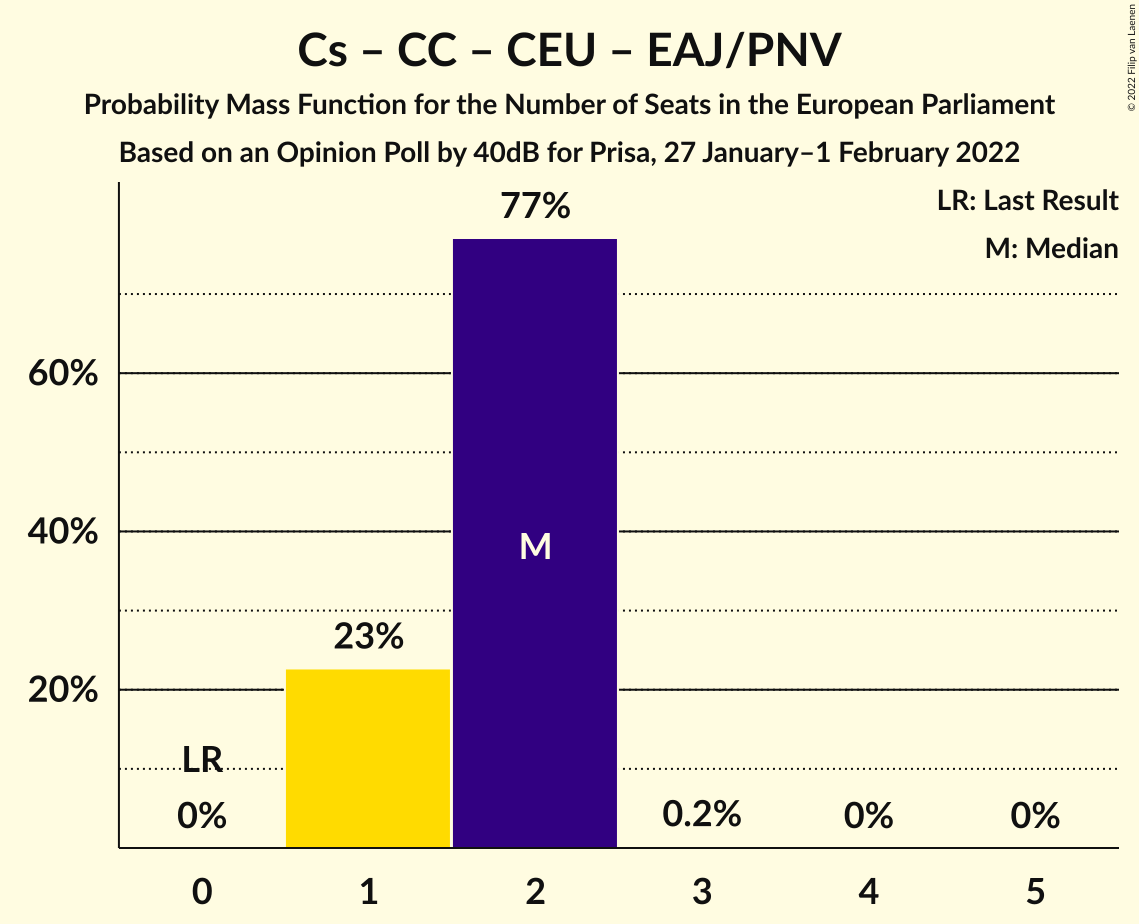 Cs – CC – CEU – EAJ/PNV
Probability Mass Function for the Number of Seats in the European Parliament
Based on an Opinion Poll by 40dB for Prisa, 27 January–1 February 2022
© 2022 Filip van Laenen
LR: Last Result
M: Median
77%
60%
40%
M
23%
20%
LR
0%
0.2%
0%
0%
0 1 2 3 4 5